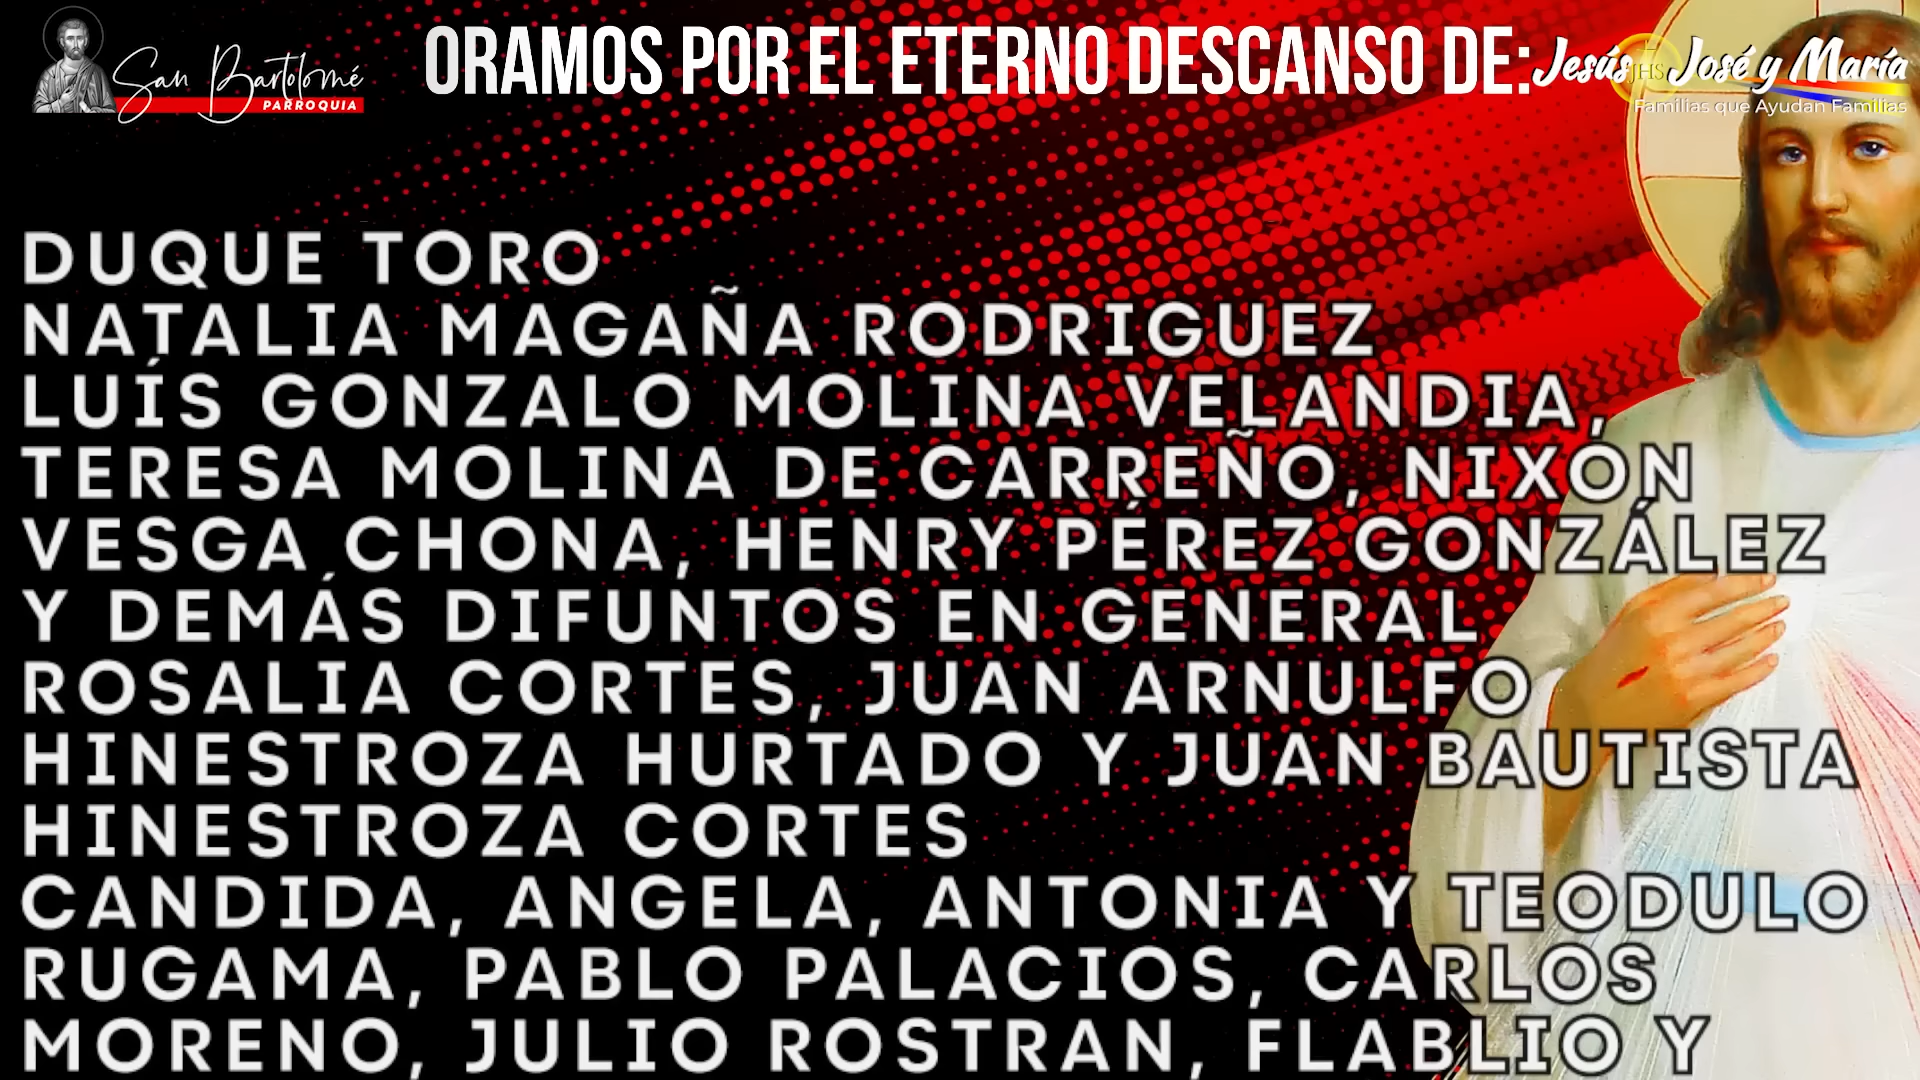 San Bartolomé
PARROQUIA
ORAMOS POR EL ETERNO DESCANSO DE:
Jesús JHS José y María
Familias que Ayudan Familias
DUQUE TORO
NATALIA MAGAÑA RODRIGUEZ
LUÍS GONZALO MOLINA VELANDIA,
TERESA MOLINA DE CARREÑO, NIXÓN
VESGA CHONA, HENRY PÉREZ GONZÁLEZ
Y DEMÁS DIFUNTOS EN GENERAL
ROSALIA CORTES, JUAN ARNULFO
HINESTROZA HURTADO Y JUAN BAUTISTA
HINESTROZA CORTES
CANDIDA, ANGELA, ANTONIA Y TEODULO
RUGAMA, PABLO PALACIOS, CARLOS
MORENO, JULIO ROSTRAN, FLABLIO Y